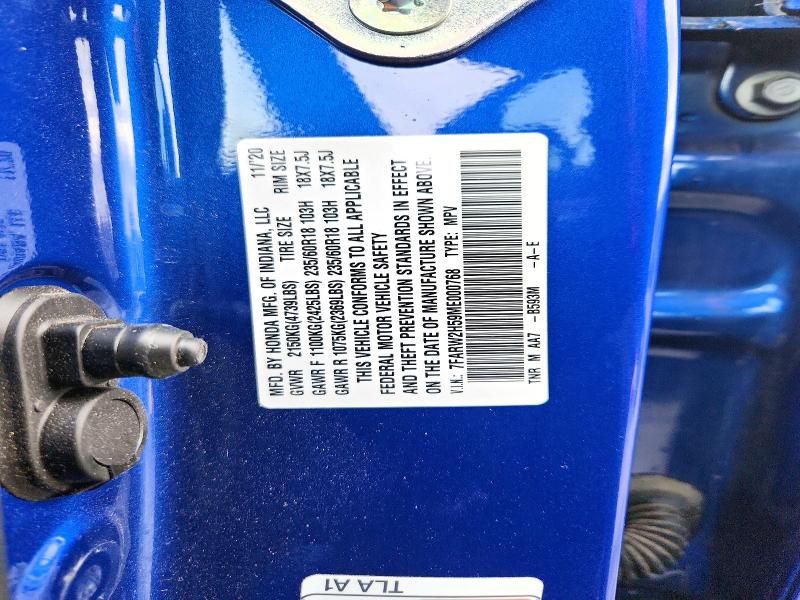 MFD. BY HONDA MFG. OF INDIANA, LLC 11/'20
GVWR 2150KG(4739LBS) TIRE SIZE RIM SIZE
GAWR F 1100KG(2425LBS) 235/60R18 103H 18X7.5J
GAWR R 1075KG(2369LBS) 235/60R18 103H 18X7.5J
THIS VEHICLE CONFORMS TO ALL APPLICABLE
FEDERAL MOTOR VEHICLE SAFETY
AND THEFT PREVENTION STANDARDS IN EFFECT
ON THE DATE OF MANUFACTURE SHOWN ABOVE.
V.I.N.: 7FARW2H59ME000768 TYPE: MPV
TNR M AA7 -B593M -A-E
TLA A1